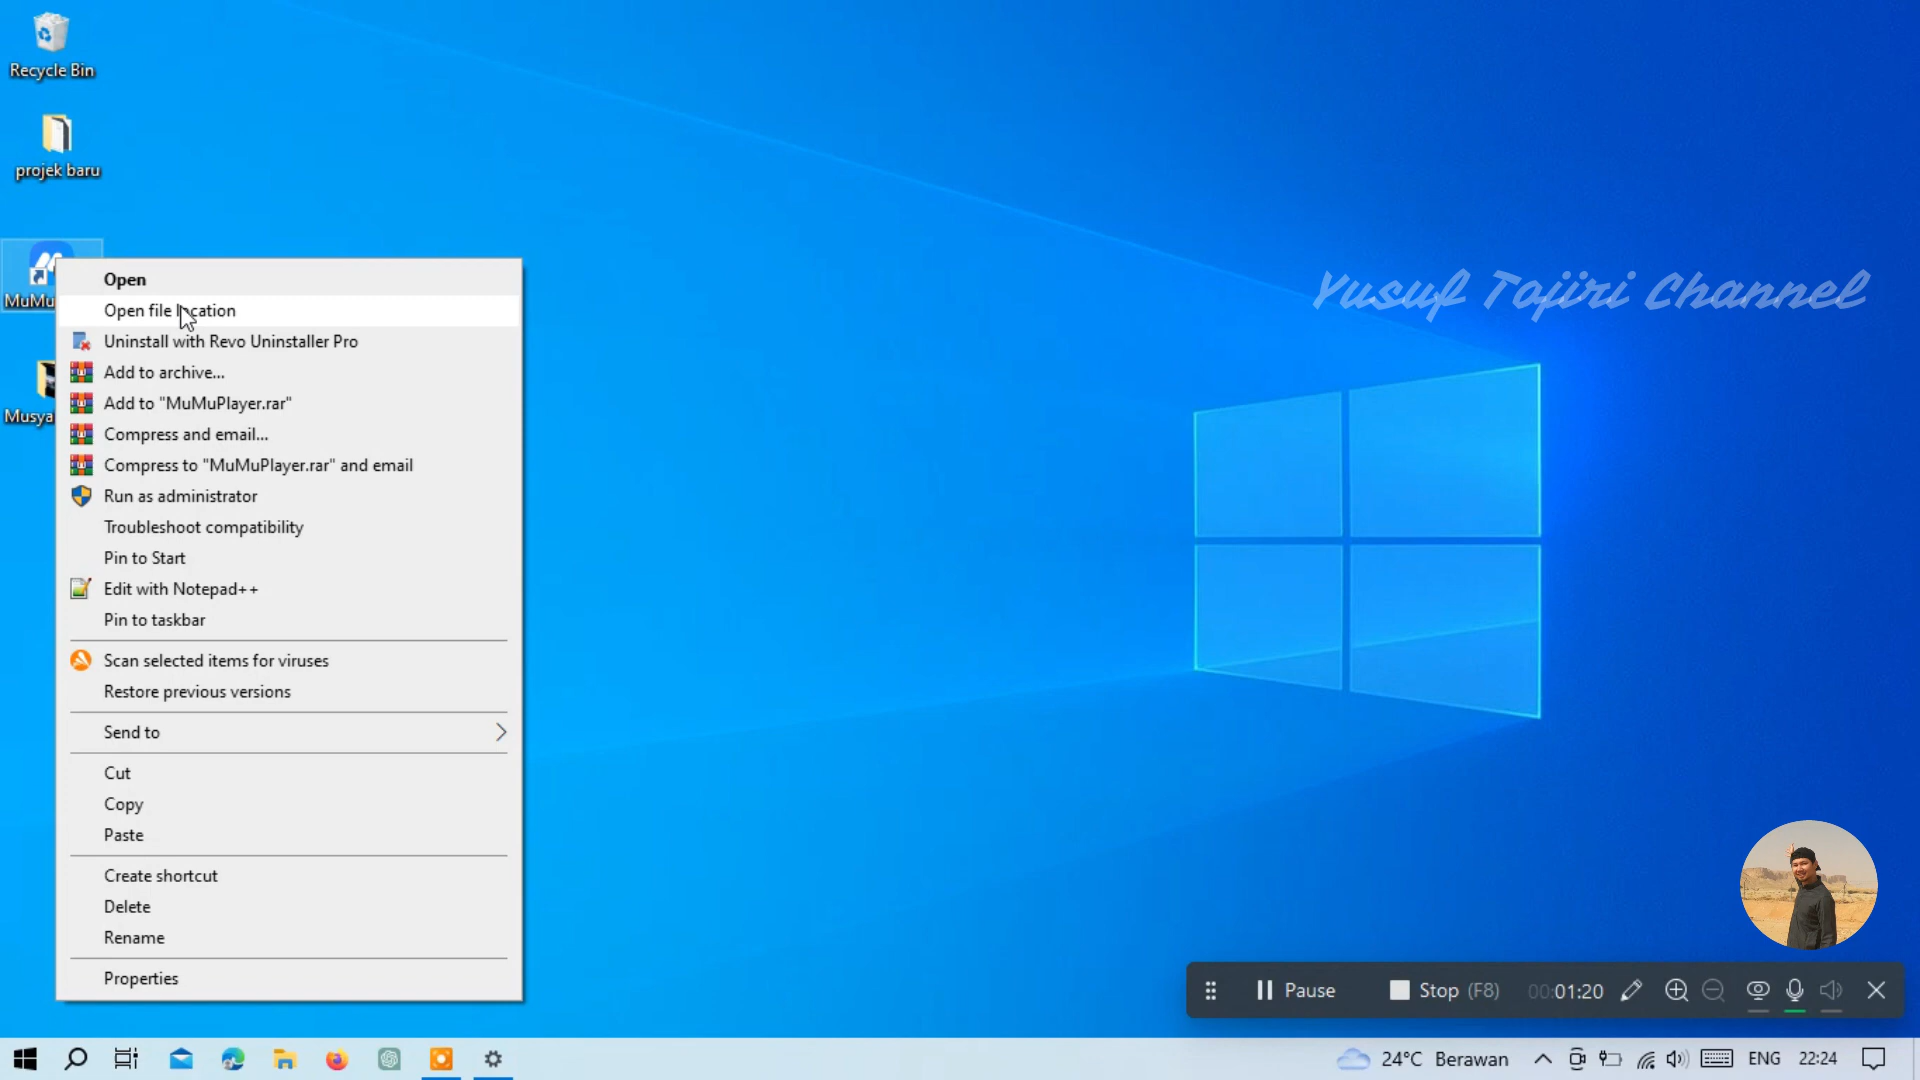 Recycle Bin
projek baru
MuMu
Musya
Open
Open file location
Uninstall with Revo Uninstaller Pro
Add to archive...
Add to "MuMuPlayer.rar"
Compress and email...
Compress to "MuMuPlayer.rar" and email
Run as administrator
Troubleshoot compatibility
Pin to Start
Edit with Notepad++
Pin to taskbar
Scan selected items for viruses
Restore previous versions
Send to
Cut
Copy
Paste
Create shortcut
Delete
Rename
Properties
Yusuf Tojiri Channel
Pause Stop (F8) 00:01:20
24°C Berawan ENG 22:24